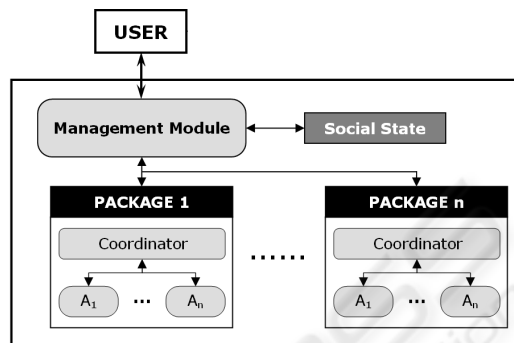 USER
Management Module
Social State
PACKAGE 1
PACKAGE n
Coordinator
Coordinator
......
A₁ ... Aₙ
A₁ ... Aₙ